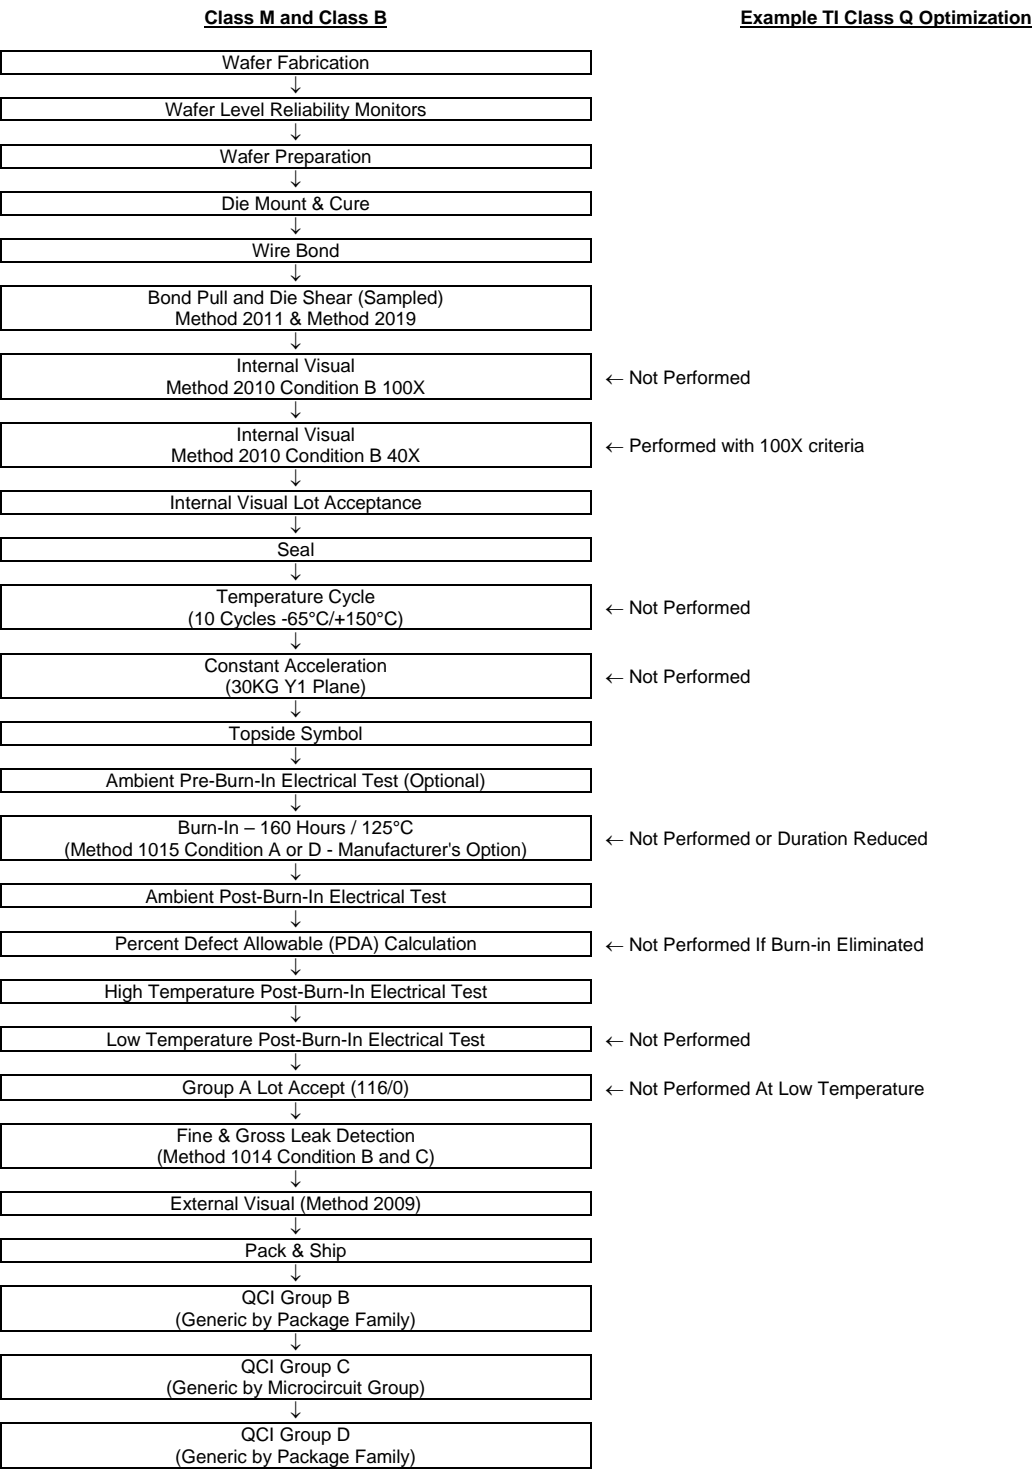 Class M and Class B
Example TI Class Q Optimization
Wafer Fabrication
↓
Wafer Level Reliability Monitors
↓
Wafer Preparation
↓
Die Mount & Cure
↓
Wire Bond
↓
Bond Pull and Die Shear (Sampled)
Method 2011 & Method 2019
↓
Internal Visual
Method 2010 Condition B 100X
← Not Performed
↓
Internal Visual
Method 2010 Condition B 40X
← Performed with 100X criteria
↓
Internal Visual Lot Acceptance
↓
Seal
↓
Temperature Cycle
(10 Cycles -65°C/+150°C)
← Not Performed
↓
Constant Acceleration
(30KG Y1 Plane)
← Not Performed
↓
Topside Symbol
↓
Ambient Pre-Burn-In Electrical Test (Optional)
↓
Burn-In – 160 Hours / 125°C
(Method 1015 Condition A or D - Manufacturer's Option)
← Not Performed or Duration Reduced
↓
Ambient Post-Burn-In Electrical Test
↓
Percent Defect Allowable (PDA) Calculation
← Not Performed If Burn-in Eliminated
↓
High Temperature Post-Burn-In Electrical Test
↓
Low Temperature Post-Burn-In Electrical Test
← Not Performed
↓
Group A Lot Accept (116/0)
← Not Performed At Low Temperature
↓
Fine & Gross Leak Detection
(Method 1014 Condition B and C)
↓
External Visual (Method 2009)
↓
Pack & Ship
↓
QCI Group B
(Generic by Package Family)
↓
QCI Group C
(Generic by Microcircuit Group)
↓
QCI Group D
(Generic by Package Family)